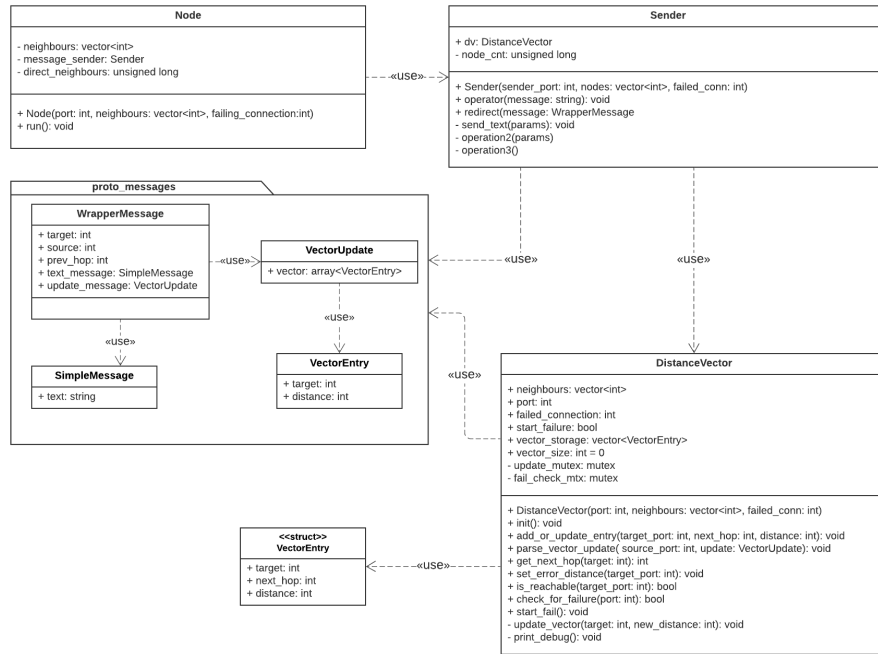 Node
- neighbours: vector<int>
- message_sender: Sender
- direct_neighbours: unsigned long
+ Node(port: int, neighbours: vector<int>, failing_connection:int)
+ run(): void
«use»
Sender
+ dv: DistanceVector
- node_cnt: unsigned long
+ Sender(sender_port: int, nodes: vector<int>, failed_conn: int)
+ operator(message: string): void
+ redirect(message: WrapperMessage
- send_text(params): void
- operation2(params)
- operation3()
proto_messages
WrapperMessage
+ target: int
+ source: int
+ prev_hop: int
+ text_message: SimpleMessage
+ update_message: VectorUpdate
«use»
VectorUpdate
+ vector: array<VectorEntry>
«use»
«use»
«use»
«use»
SimpleMessage
+ text: string
VectorEntry
+ target: int
+ distance: int
«use»
DistanceVector
+ neighbours: vector<int>
+ port: int
+ failed_connection: int
+ start_failure: bool
+ vector_storage: vector<VectorEntry>
+ vector_size: int = 0
- update_mutex: mutex
- fail_check_mtx: mutex
+ DistanceVector(port: int, neighbours: vector<int>, failed_conn: int)
+ init(): void
+ add_or_update_entry(target_port: int, next_hop: int, distance: int): void
+ parse_vector_update( source_port: int, update: VectorUpdate): void
+ get_next_hop(target: int): int
+ set_error_distance(target_port: int): void
+ is_reachable(target_port: int): bool
+ check_for_failure(port: int): bool
+ start_fail(): void
- update_vector(target: int, new_distance: int): void
- print_debug(): void
<<struct>>
VectorEntry
+ target: int
+ next_hop: int
+ distance: int
«use»